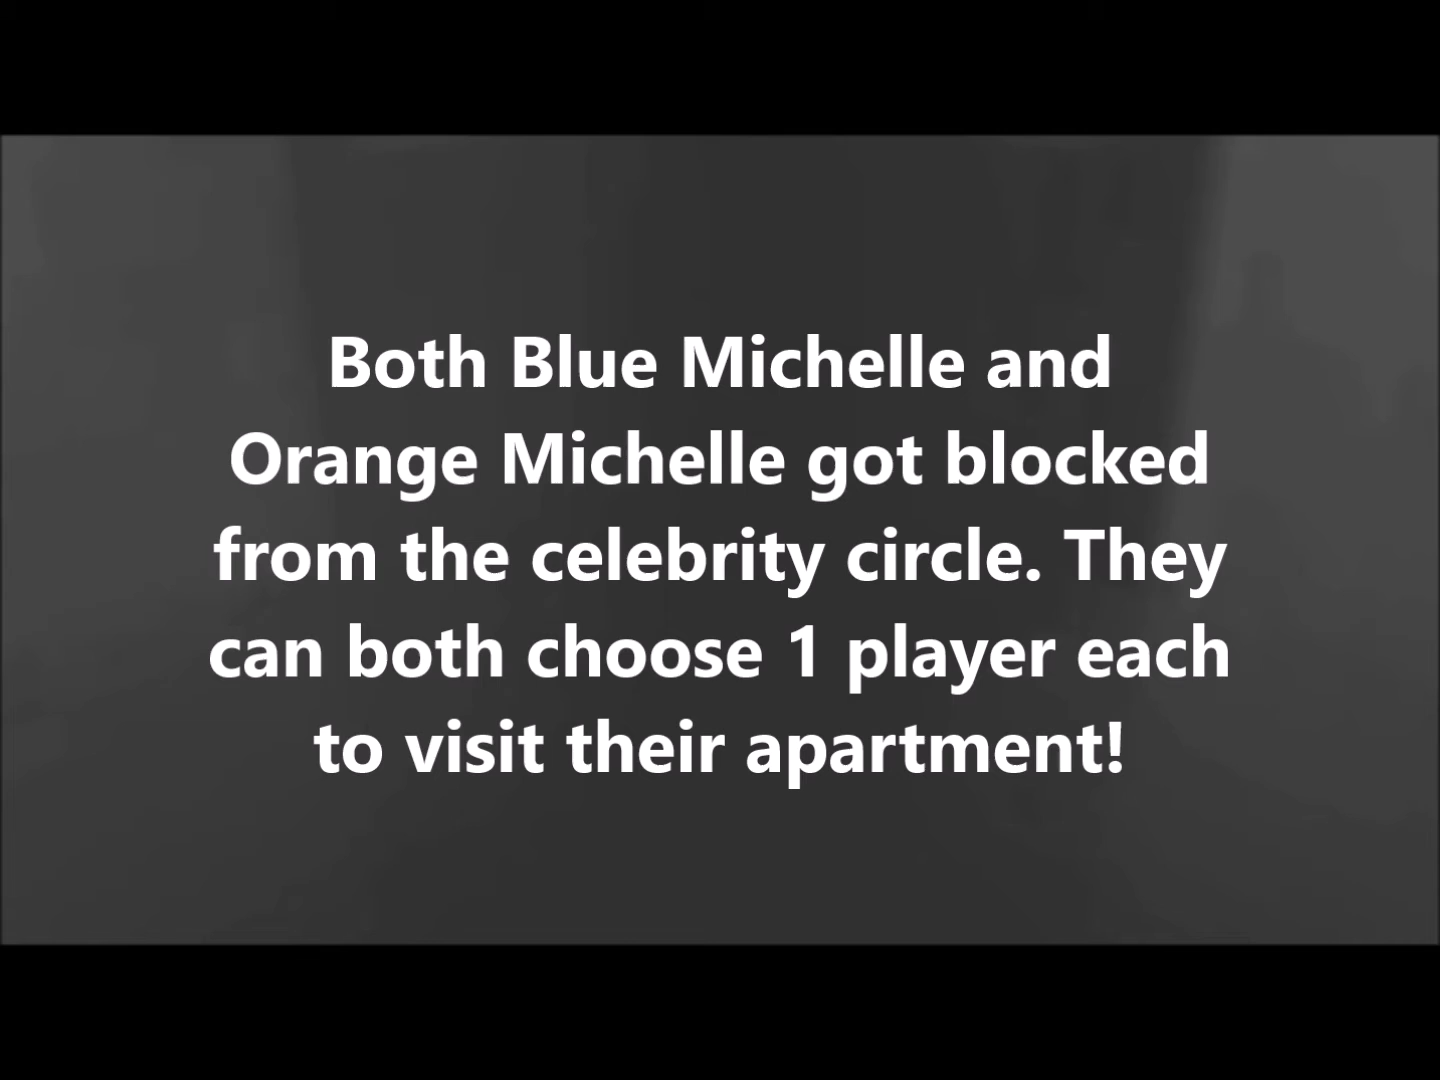 Both Blue Michelle and
Orange Michelle got blocked
from the celebrity circle. They
can both choose 1 player each
to visit their apartment!